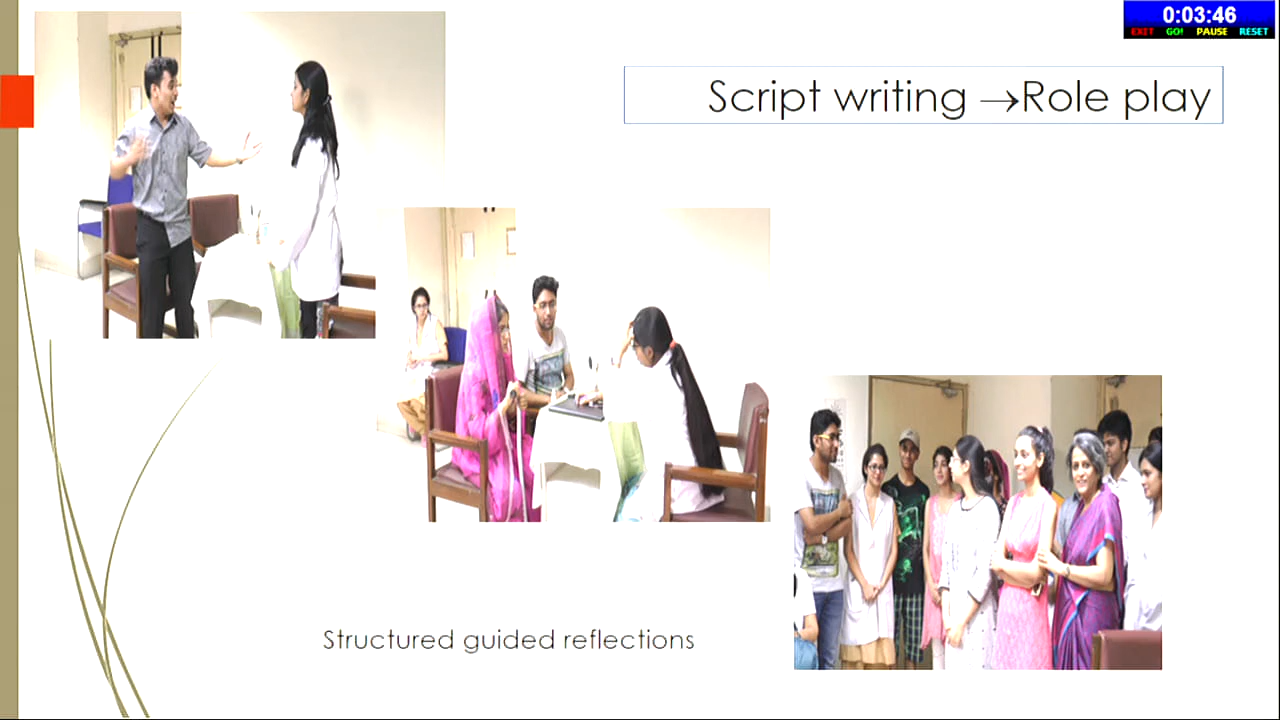 0:03:46
EXIT GO! PAUSE RESET
Script writing →Role play
Structured guided reflections